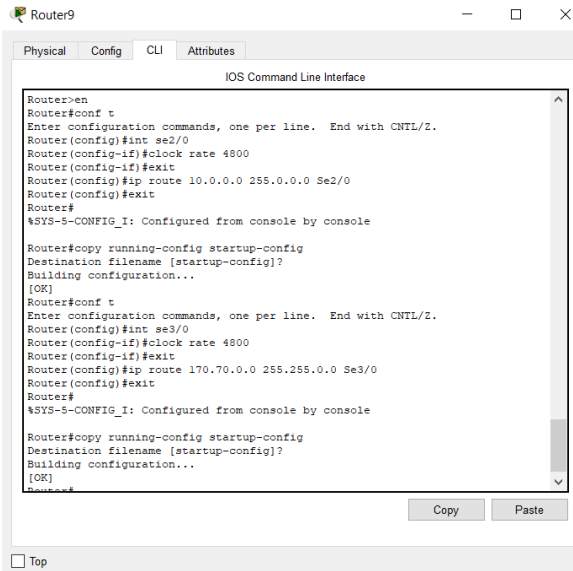 Router9
Physical Config CLI Attributes
IOS Command Line Interface
Router>en
Router#conf t
Enter configuration commands, one per line.  End with CNTL/Z.
Router(config)#int se2/0
Router(config-if)#clock rate 4800
Router(config-if)#exit
Router(config)#ip route 10.0.0.0 255.0.0.0 Se2/0
Router(config)#exit
Router#
%SYS-5-CONFIG_I: Configured from console by console
Router#copy running-config startup-config
Destination filename [startup-config]?
Building configuration...
[OK]
Router#conf t
Enter configuration commands, one per line.  End with CNTL/Z.
Router(config)#int se3/0
Router(config-if)#clock rate 4800
Router(config-if)#exit
Router(config)#ip route 170.70.0.0 255.255.0.0 Se3/0
Router(config)#exit
Router#
%SYS-5-CONFIG_I: Configured from console by console
Router#copy running-config startup-config
Destination filename [startup-config]?
Building configuration...
[OK]
Router#
Copy Paste
Top